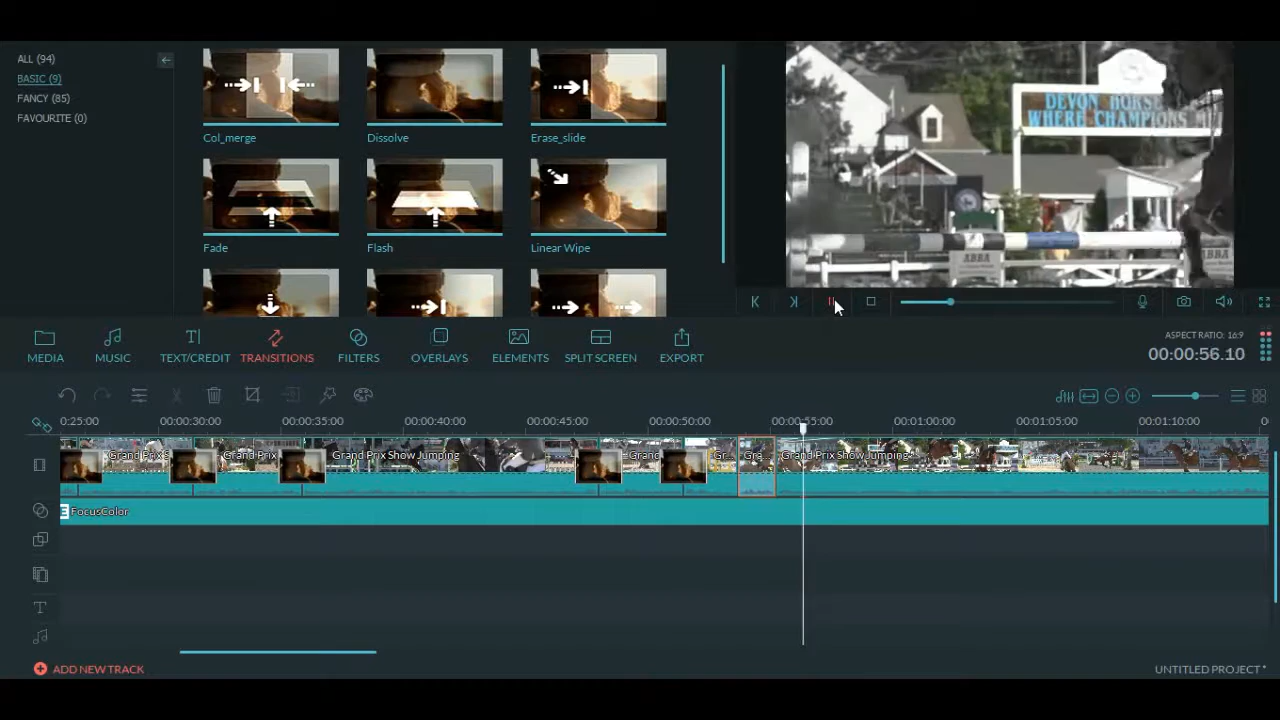 ALL (94)
BASIC (9)
FANCY (85)
FAVOURITE (0)
Col_merge
Dissolve
Erase_slide
Fade
Flash
Linear Wipe
DEVON HORSE
WHERE CHAMPIONS
ABBA
ABBA
MEDIA
MUSIC
TEXT/CREDIT
TRANSITIONS
FILTERS
OVERLAYS
ELEMENTS
SPLIT SCREEN
EXPORT
ASPECT RATIO: 16:9
00:00:56.10
0:25:00
00:00:30:00
00:00:35:00
00:00:40:00
00:00:45:00
00:00:50:00
00:00:55:00
00:01:00:00
00:01:05:00
00:01:10:00
0
Grand Prix S
Grand Prix
Grand Prix Show Jumping
Grand
Gr...
Gra...
Grand Prix Show Jumping
E FocusColor
T
ADD NEW TRACK
UNTITLED PROJECT *